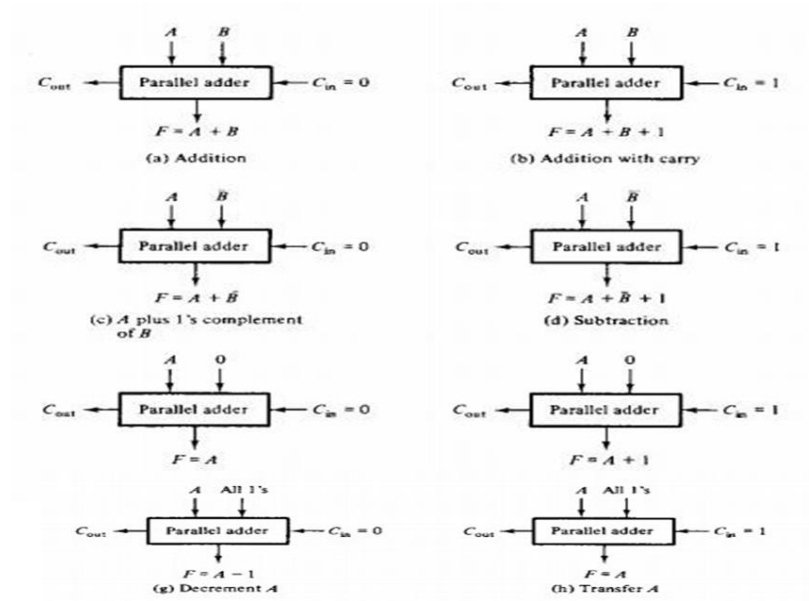 A B
Cout Parallel adder Cin = 0
F = A + B
(a) Addition
A B
Cout Parallel adder Cin = 1
F = A + B + 1
(b) Addition with carry
A B̅
Cout Parallel adder Cin = 0
F = A + B̅
(c) A plus 1's complement
of B
A B̅
Cout Parallel adder Cin = 1
F = A + B̅ + 1
(d) Subtraction
A 0
Cout Parallel adder Cin = 0
F = A
A 0
Cout Parallel adder Cin = 1
F = A + 1
A All 1's
Cout Parallel adder Cin = 0
F = A − 1
(g) Decrement A
A All 1's
Cout Parallel adder Cin = 1
F = A
(h) Transfer A